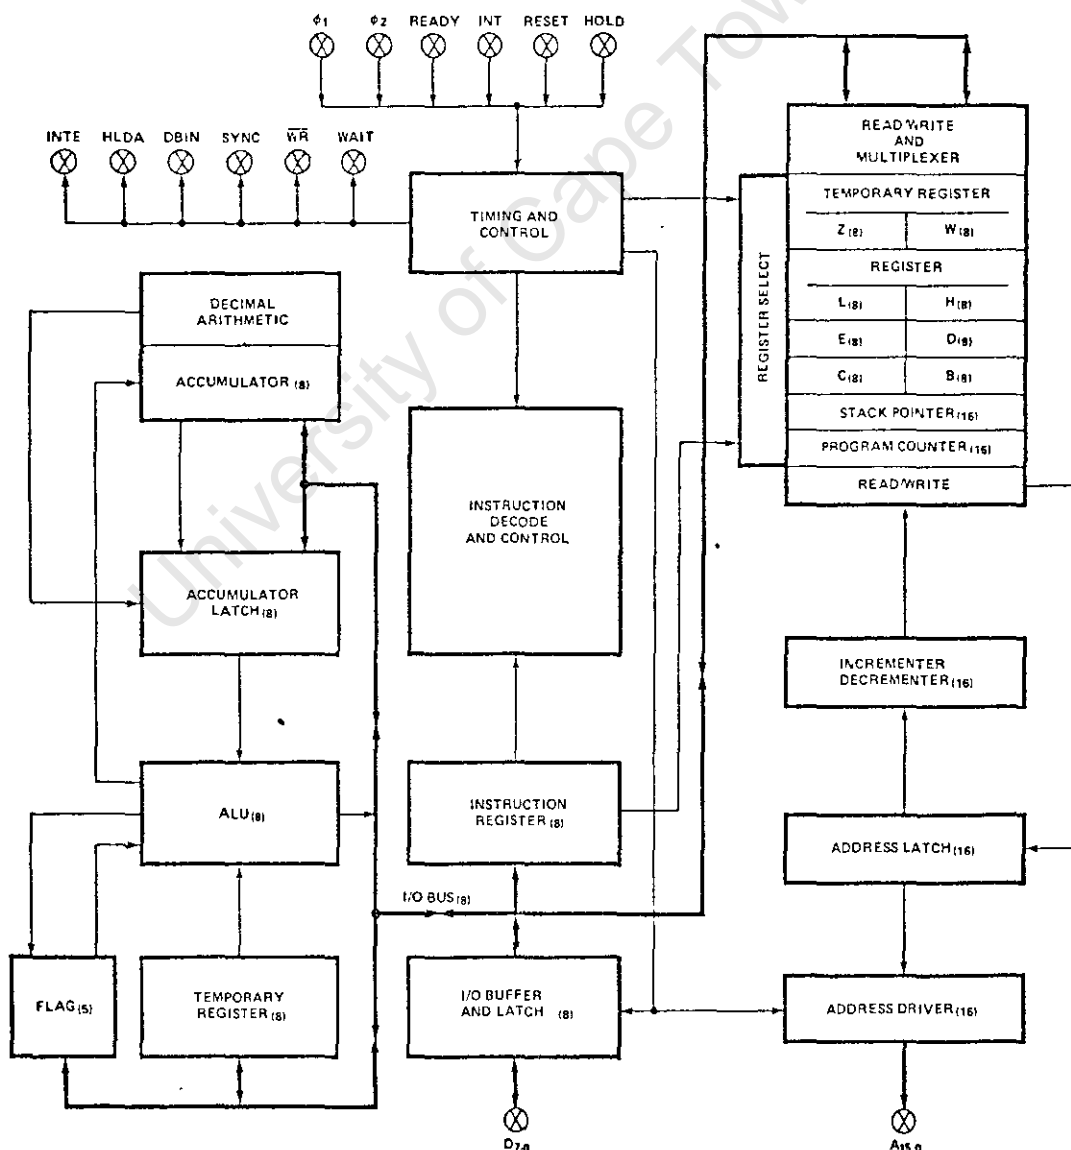 ϕ1 ϕ2 READY INT RESET HOLD
INTE HLDA DBIN SYNC W̅R̅ WAIT
TIMING AND
CONTROL
READ/WRITE
AND
MULTIPLEXER
TEMPORARY REGISTER
Z(8) W(8)
REGISTER
L(8) H(8)
E(8) D(8)
C(8) B(8)
STACK POINTER(16)
PROGRAM COUNTER(16)
READ/WRITE
REGISTER SELECT
DECIMAL
ARITHMETIC
ACCUMULATOR(8)
INSTRUCTION
DECODE
AND CONTROL
ACCUMULATOR
LATCH(8)
INCREMENTER
DECREMENTER(16)
ALU(8)
INSTRUCTION
REGISTER(8)
ADDRESS LATCH(16)
I/O BUS(8)
FLAG(5)
TEMPORARY
REGISTER(8)
I/O BUFFER
AND LATCH (8)
ADDRESS DRIVER(16)
D7-0
A15-0
University of Cape Tow